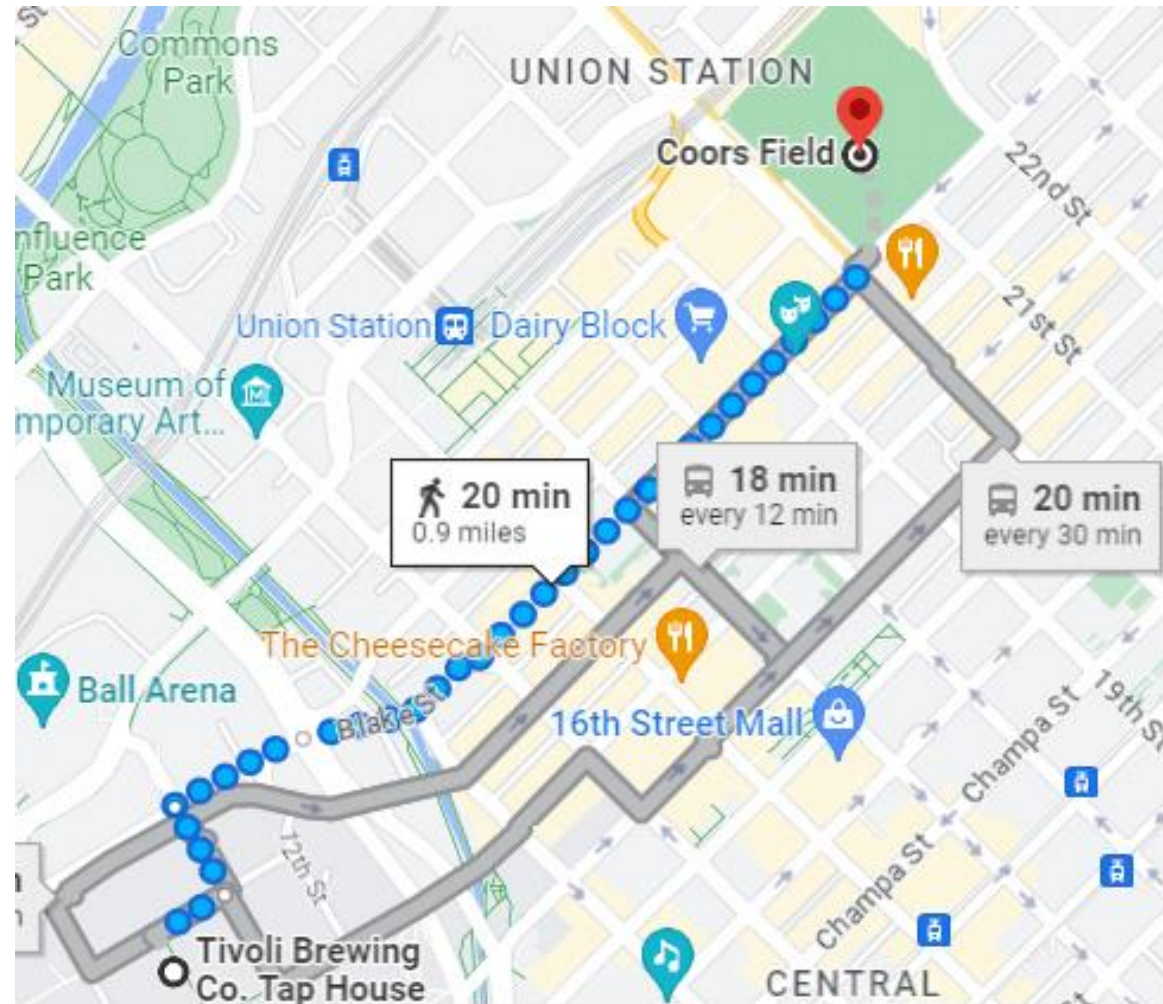 St
Commons
Park
UNION STATION
Coors Field
22nd St
nfluence
Park
21st St
Union Station
Dairy Block
Museum of
mporary Art...
20 min
0.9 miles
18 min
every 12 min
20 min
every 30 min
The Cheesecake Factory
Ball Arena
Blake St
16th Street Mall
19th St
Champa St
12th St
Champa St
Tivoli Brewing
Co. Tap House
CENTRAL